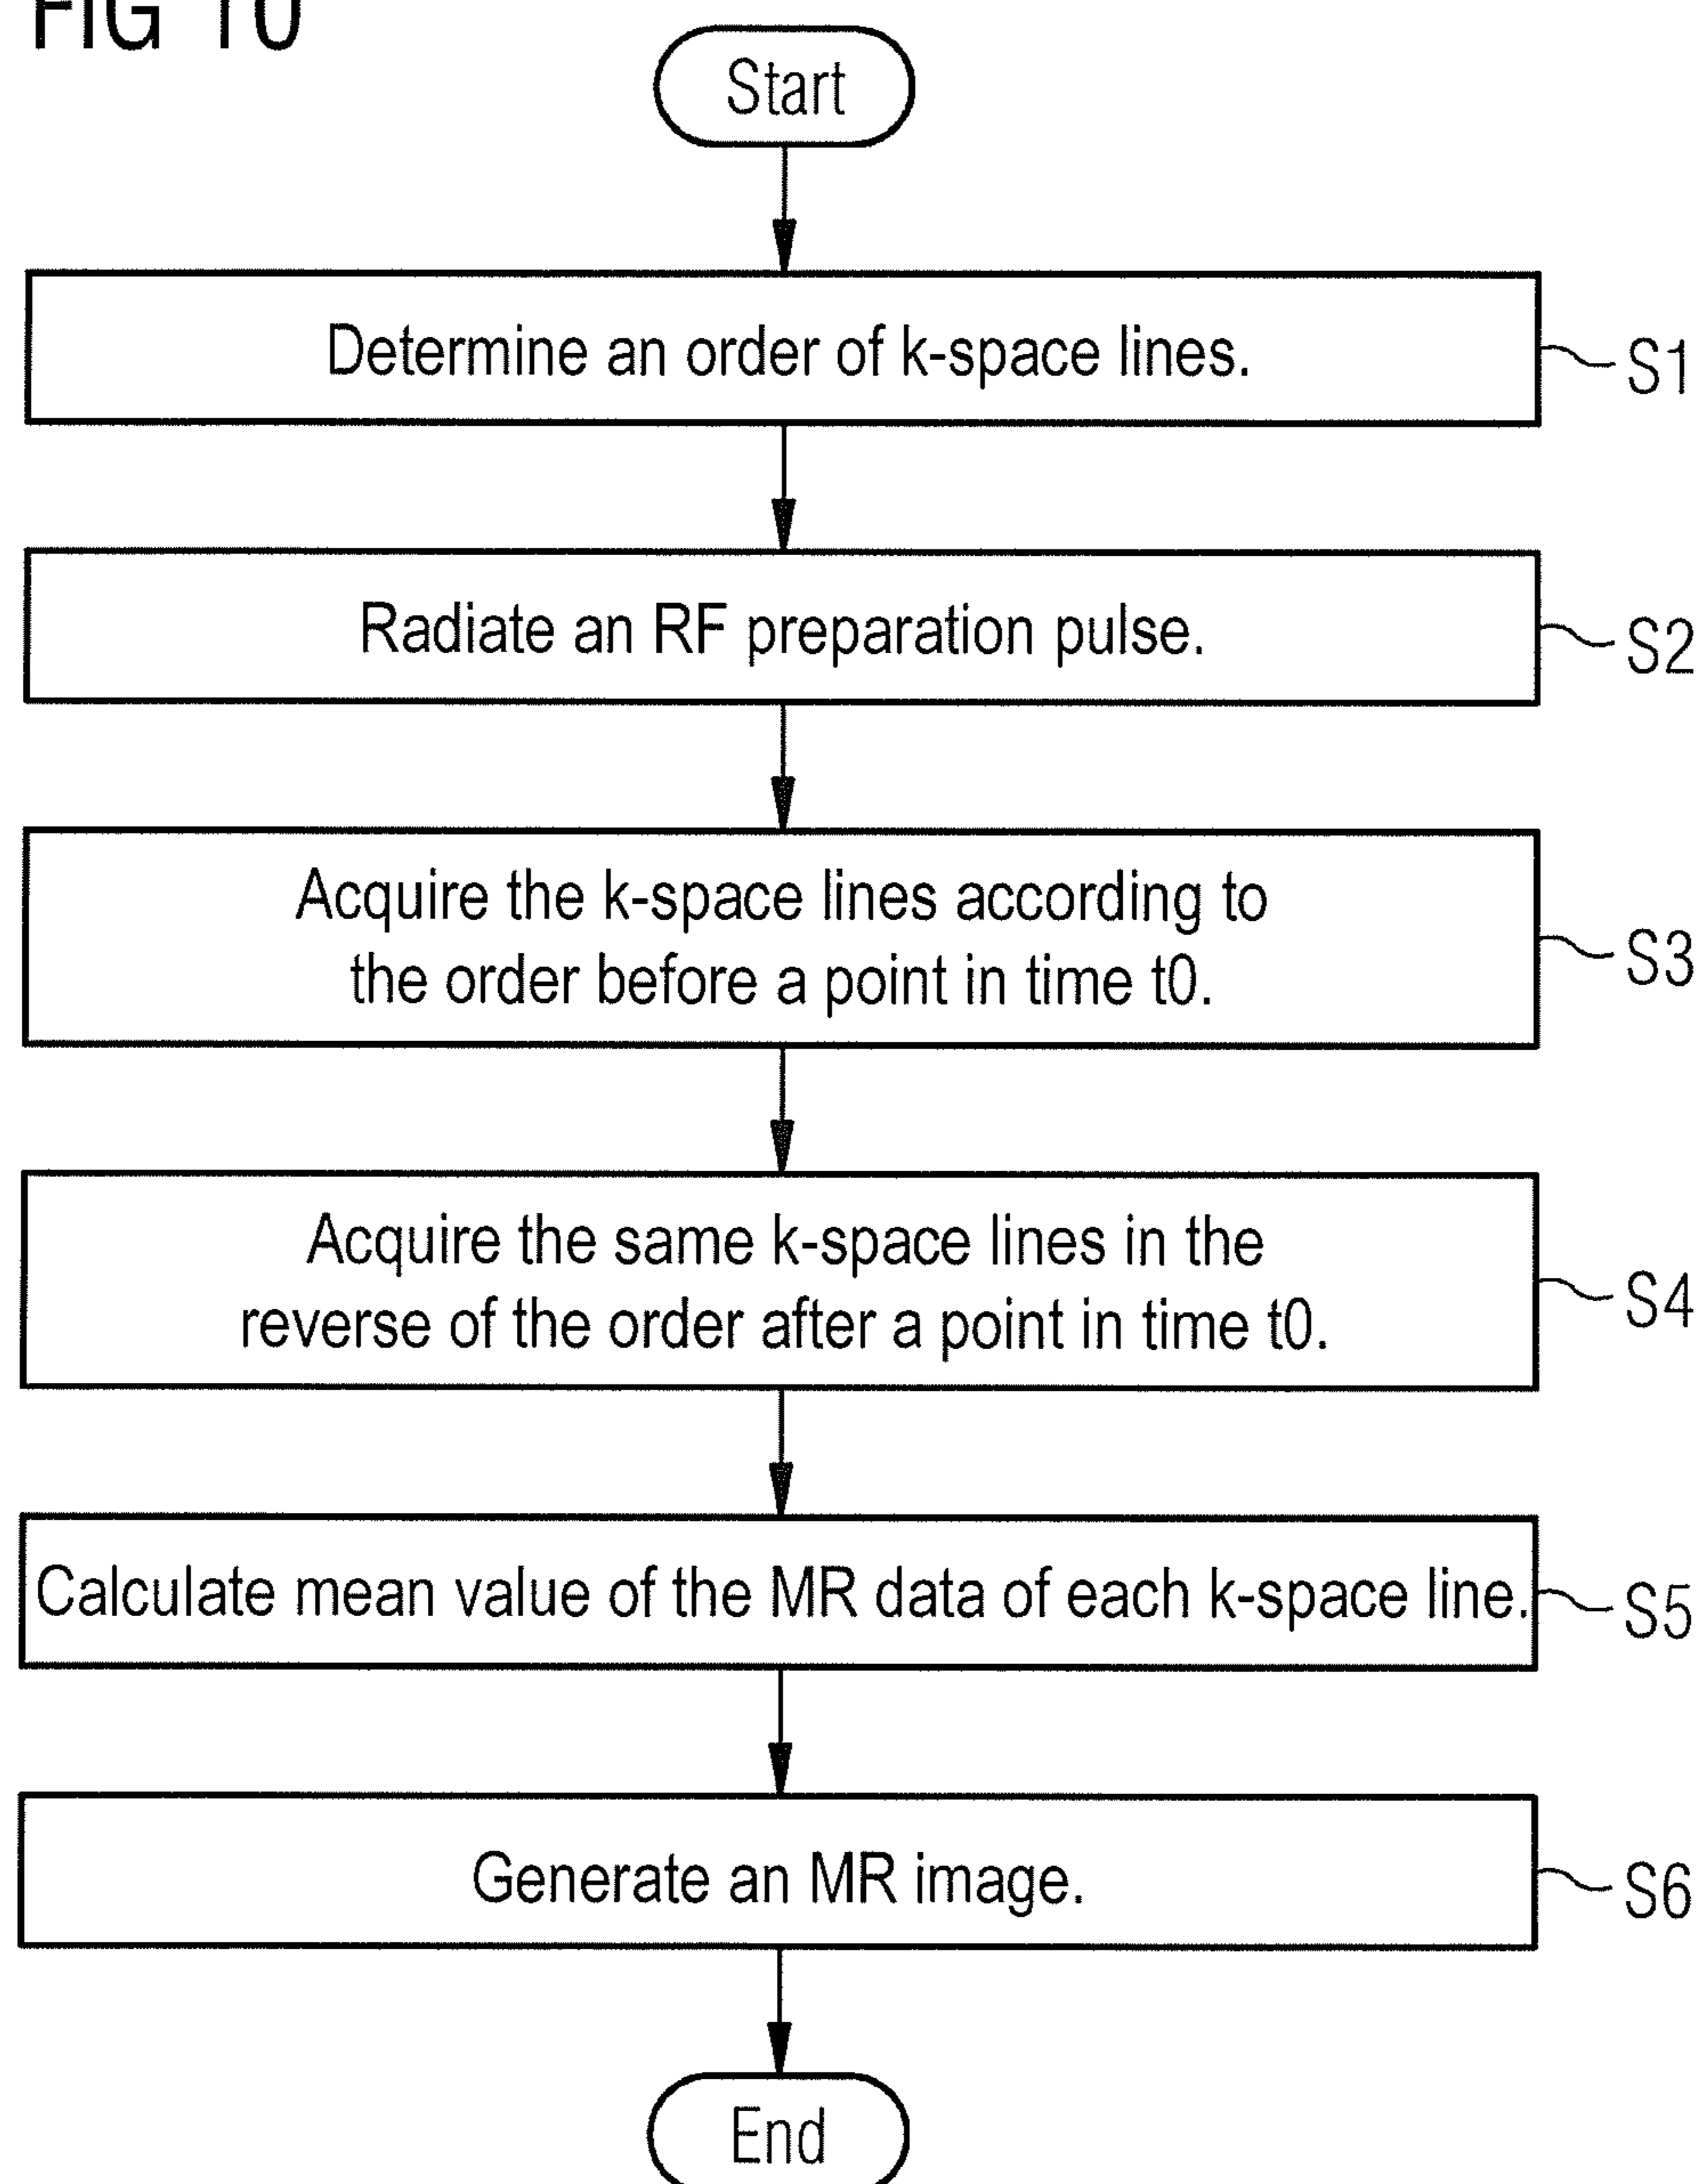 FIG 10
Start
Determine an order of k-space lines.
S1
Radiate an RF preparation pulse.
S2
Acquire the k-space lines according to
the order before a point in time t0.
S3
Acquire the same k-space lines in the
reverse of the order after a point in time t0.
S4
Calculate mean value of the MR data of each k-space line.
S5
Generate an MR image.
S6
End